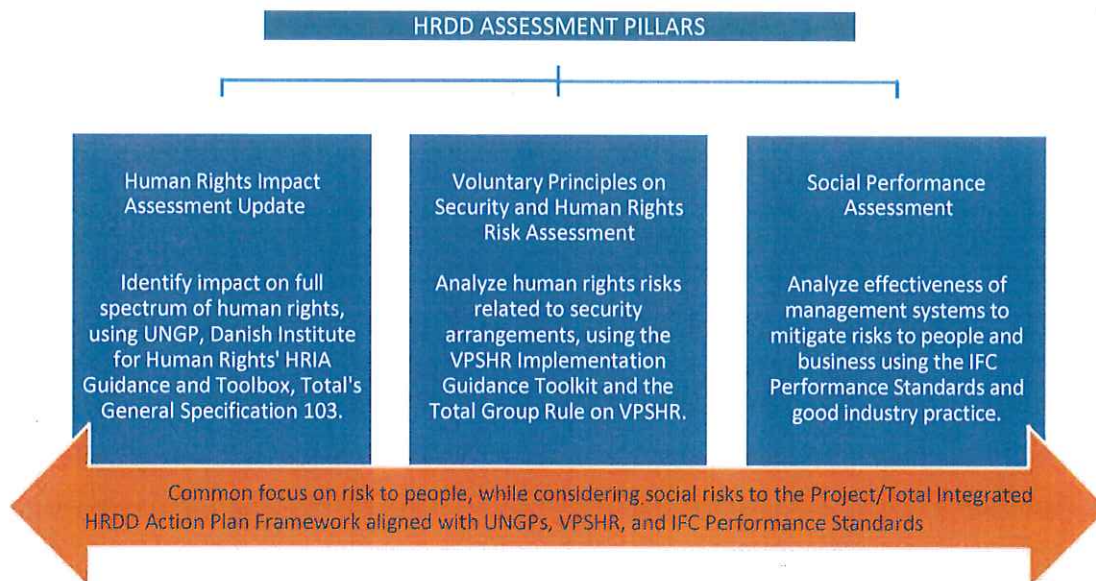 HRDD ASSESSMENT PILLARS
Human Rights Impact
Assessment Update
Identify impact on full
spectrum of human rights,
using UNGP, Danish Institute
for Human Rights' HRIA
Guidance and Toolbox, Total's
General Specification 103.
Voluntary Principles on
Security and Human Rights
Risk Assessment
Analyze human rights risks
related to security
arrangements, using the
VPSHR Implementation
Guidance Toolkit and the
Total Group Rule on VPSHR.
Social Performance
Assessment
Analyze effectiveness of
management systems to
mitigate risks to people and
business using the IFC
Performance Standards and
good industry practice.
Common focus on risk to people, while considering social risks to the Project/Total Integrated
HRDD Action Plan Framework aligned with UNGPs, VPSHR, and IFC Performance Standards